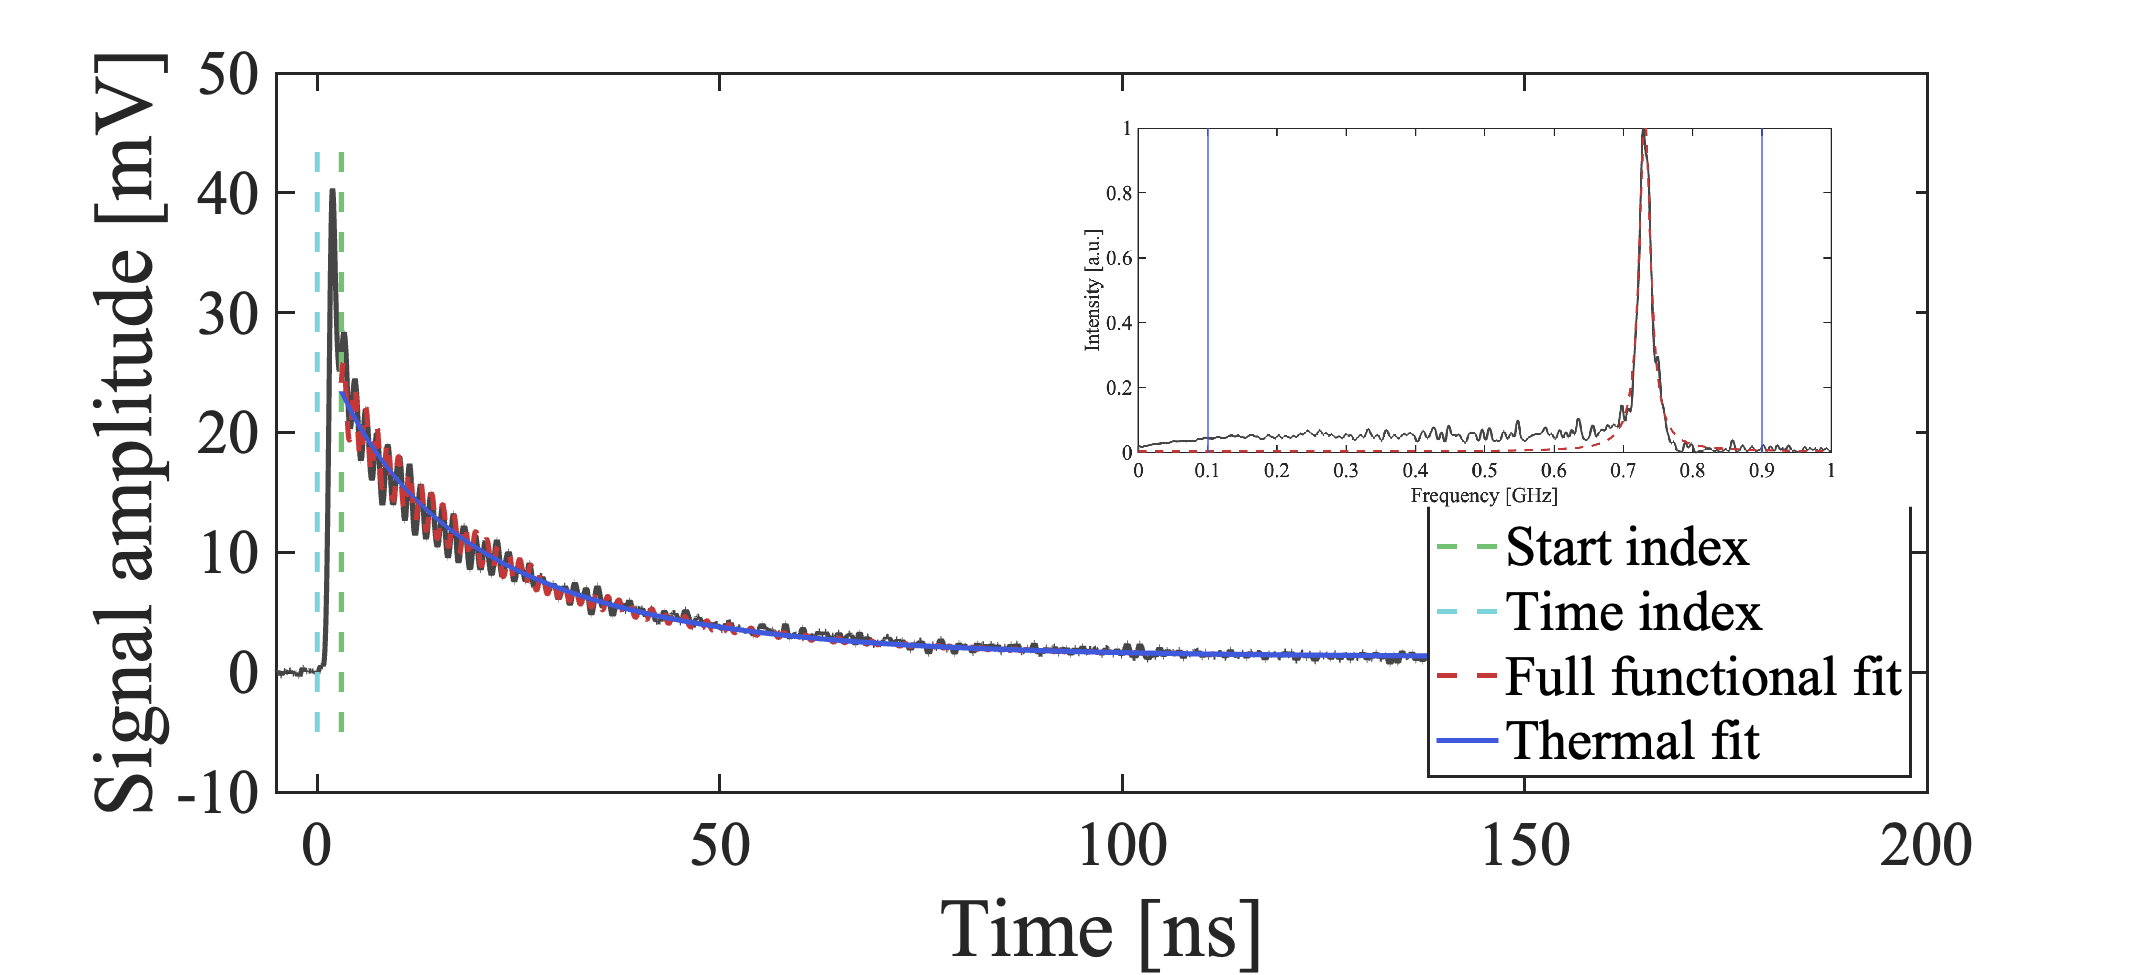 Signal amplitude [mV]
50
40
30
20
10
0
-10
0 50 100 150 200
Time [ns]
Intensity [a.u.]
1
0.8
0.6
0.4
0.2
0
0 0.1 0.2 0.3 0.4 0.5 0.6 0.7 0.8 0.9 1
Frequency [GHz]
Start index
Time index
Full functional fit
Thermal fit